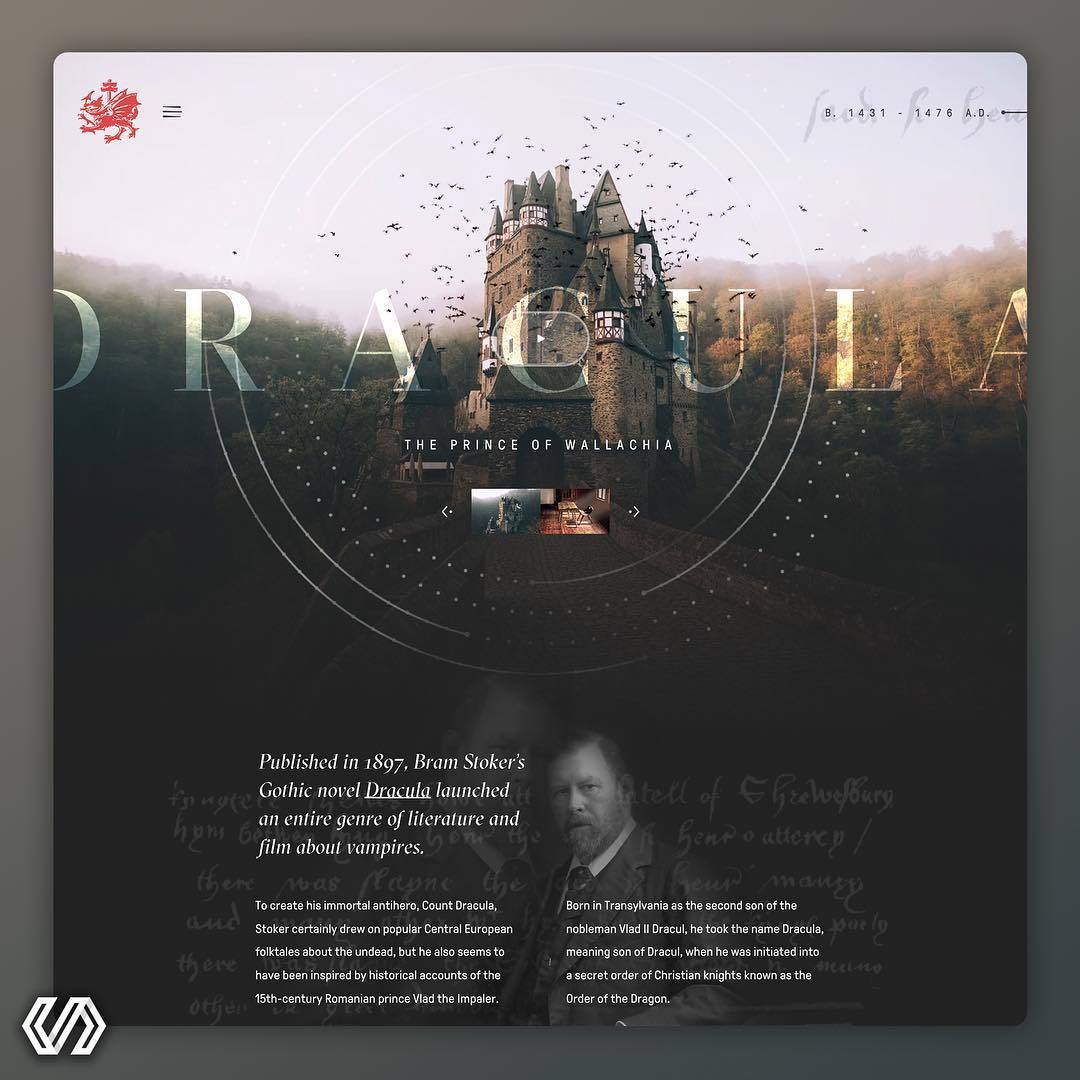 B. 1431 - 1476 A.D.
DRACULA
THE PRINCE OF WALLACHIA
Published in 1897, Bram Stoker's
Gothic novel Dracula launched
an entire genre of literature and
film about vampires.
To create his immortal antihero, Count Dracula,
Stoker certainly drew on popular Central European
folktales about the undead, but he also seems to
have been inspired by historical accounts of the
15th-century Romanian prince Vlad the Impaler.
Born in Transylvania as the second son of the
nobleman Vlad II Dracul, he took the name Dracula,
meaning son of Dracul, when he was initiated into
a secret order of Christian knights known as the
Order of the Dragon.